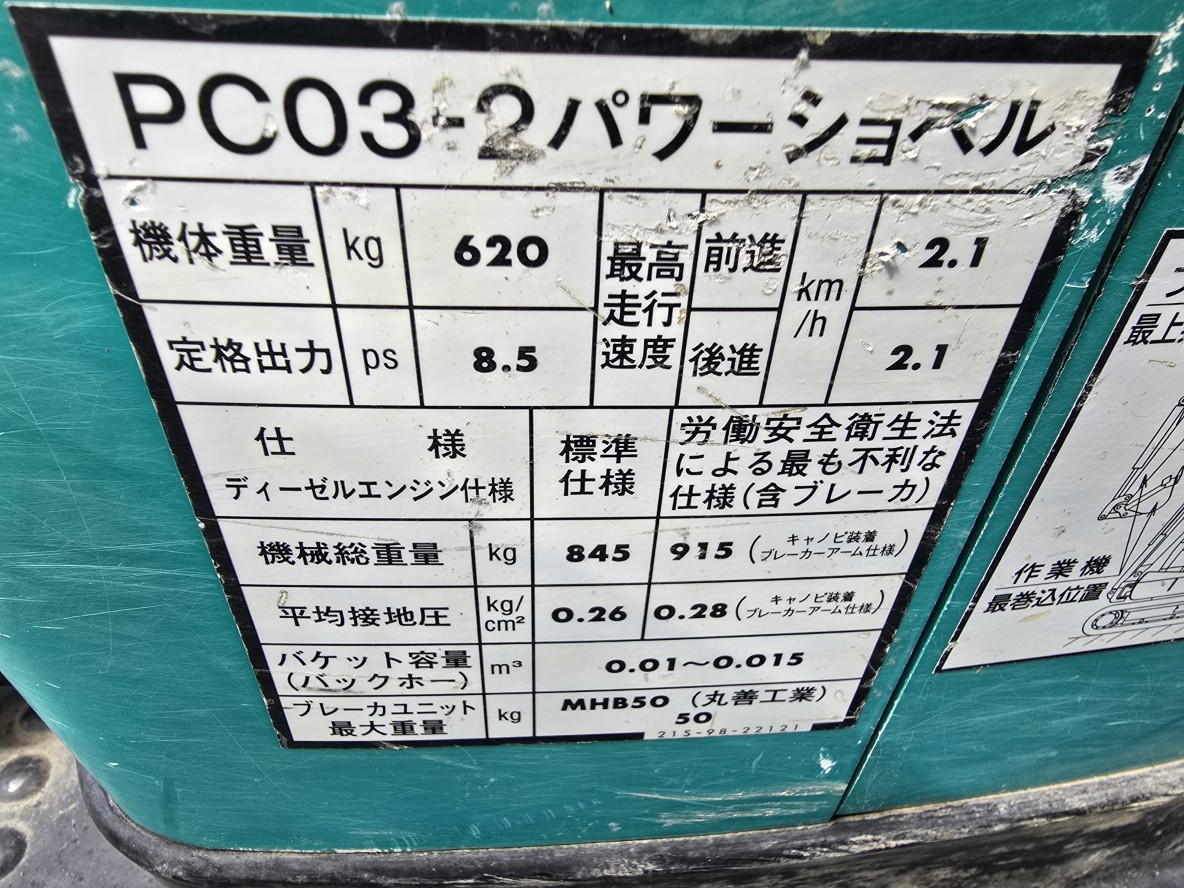 PC03-2パワーショベル
機体重量 kg 620 最高走行速度 前進 km/h 2.1
定格出力 ps 8.5 後進 2.1
仕様
ディーゼルエンジン仕様
標準
仕様
労働安全衛生法
による最も不利な
仕様(含ブレーカ)
機械総重量 kg 845 915 (キャノピ装着
ブレーカーアーム仕様)
平均接地圧 kg/cm² 0.26 0.28 (キャノピ装着
ブレーカーアーム仕様)
バケット容量
(バックホー) m³ 0.01〜0.015
ブレーカユニット
最大重量 kg MHB50 (丸善工業)
50
215-98-22121
最上
作業機
最巻込位置